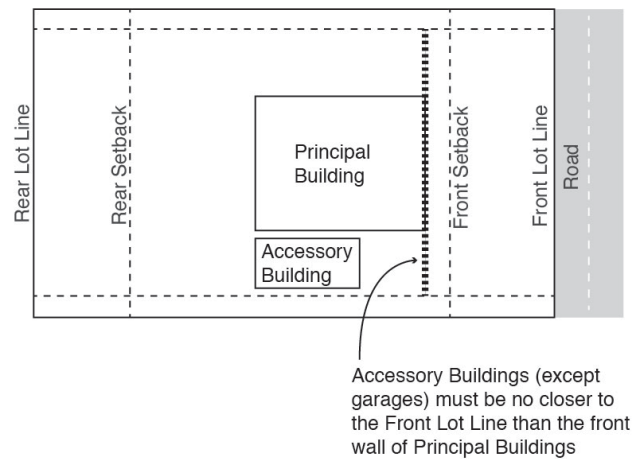 Rear Lot Line
Rear Setback
Principal
Building
Accessory
Building
Front Setback
Front Lot Line
Road
Accessory Buildings (except
garages) must be no closer to
the Front Lot Line than the front
wall of Principal Buildings